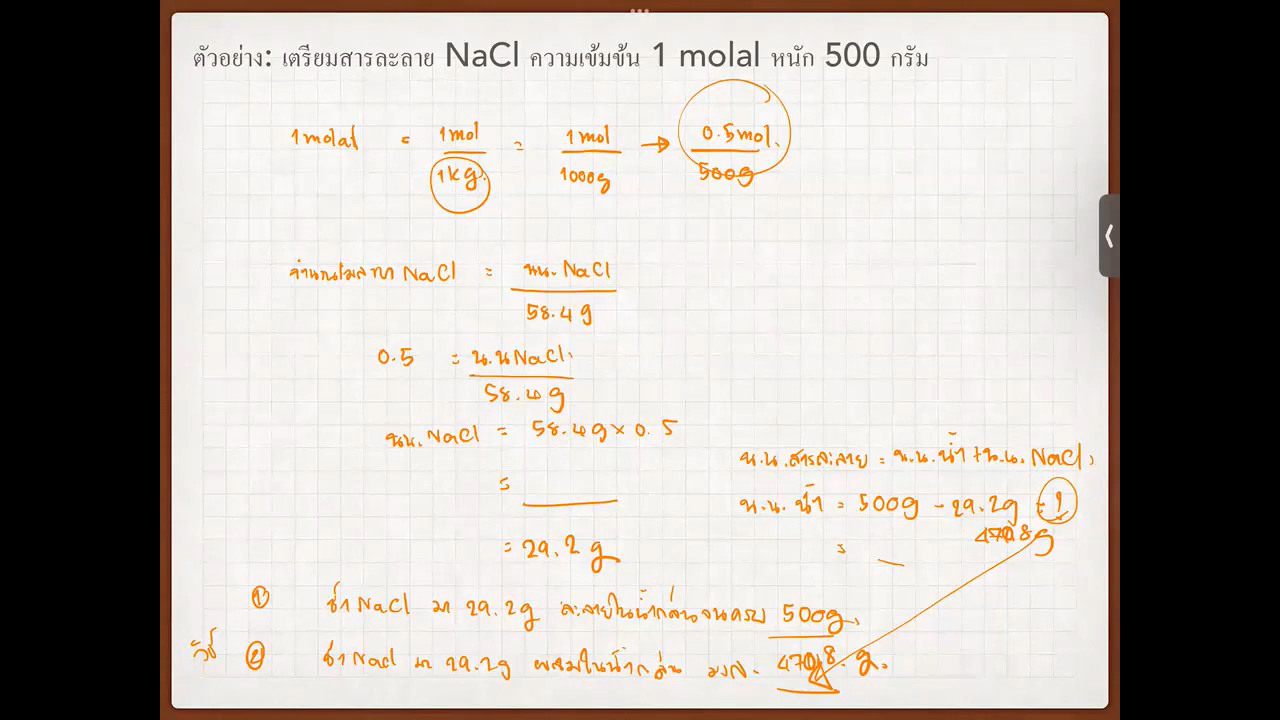 ตัวอย่าง: เตรียมสารละลาย NaCl ความเข้มข้น 1 molal หนัก 500 กรัม
1 molal = 1 mol / 1 kg = 1 mol / 1000 g → 0.5 mol / 500 g
จำนวนโมลของ NaCl = นน. NaCl / 58.4 g
0.5 = น.น NaCl / 58.4 g
นน. NaCl = 58.4 g × 0.5
=
= 29.2 g
น.น. สารละลาย = น.น. น้ำ + น.น. NaCl
น.น. น้ำ = 500 g - 29.2 g = ?
= 470.8 g
① ชั่ง NaCl มา 29.2 g ละลายในน้ำกลั่นจนครบ 500 g
วิธี ② ชั่ง NaCl มา 29.2 g ผสมในน้ำกลั่น 470.8 g.